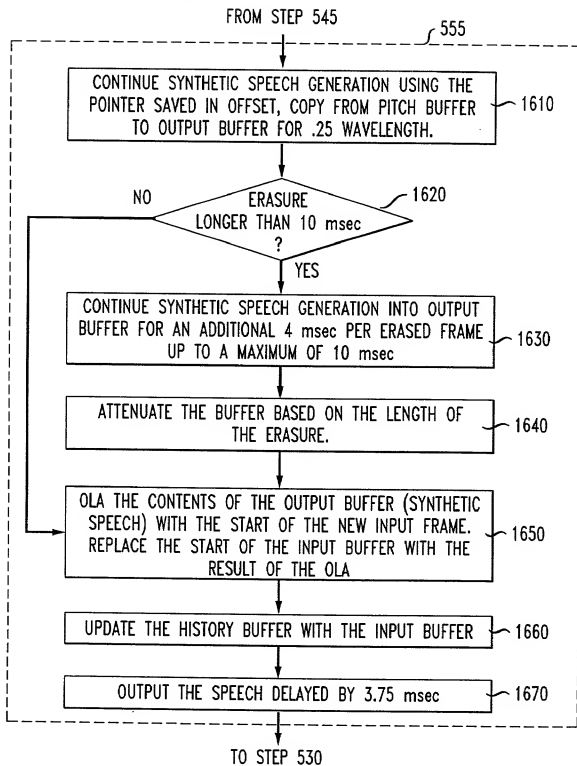 FROM STEP 545
555
CONTINUE SYNTHETIC SPEECH GENERATION USING THE
POINTER SAVED IN OFFSET, COPY FROM PITCH BUFFER
TO OUTPUT BUFFER FOR .25 WAVELENGTH.
1610
NO
ERASURE
LONGER THAN 10 msec
?
1620
YES
CONTINUE SYNTHETIC SPEECH GENERATION INTO OUTPUT
BUFFER FOR AN ADDITIONAL 4 msec PER ERASED FRAME
UP TO A MAXIMUM OF 10 msec
1630
ATTENUATE THE BUFFER BASED ON THE LENGTH OF
THE ERASURE.
1640
OLA THE CONTENTS OF THE OUTPUT BUFFER (SYNTHETIC
SPEECH) WITH THE START OF THE NEW INPUT FRAME.
REPLACE THE START OF THE INPUT BUFFER WITH THE
RESULT OF THE OLA
1650
UPDATE THE HISTORY BUFFER WITH THE INPUT BUFFER
1660
OUTPUT THE SPEECH DELAYED BY 3.75 msec
1670
TO STEP 530